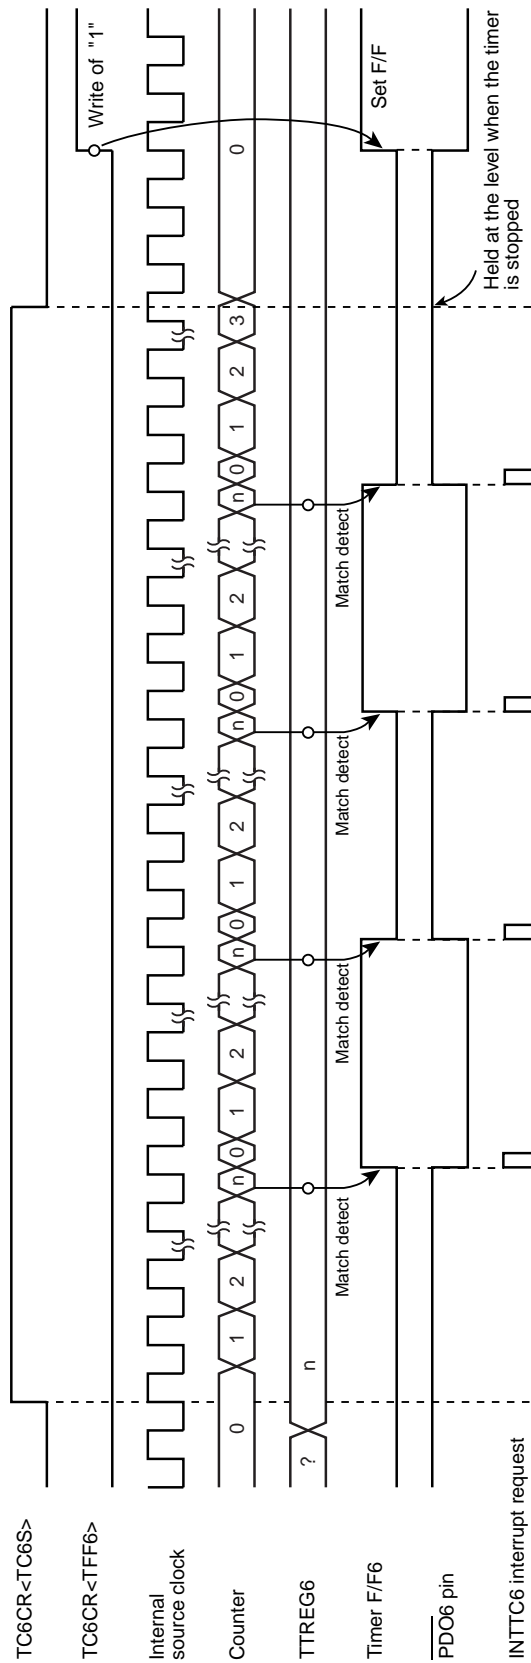 TC6CR<TC6S>
TC6CR<TFF6>
Write of "1"
Internal
source clock
Counter
0 1 2 n 0 1 2 n 0 1 2 n 0 1 2 n 0 1 2 3 0
TTREG6
? n
Match detect
Match detect
Match detect
Match detect
Timer F/F6
Set F/F
PDO6 pin
Held at the level when the timer
is stopped
INTTC6 interrupt request